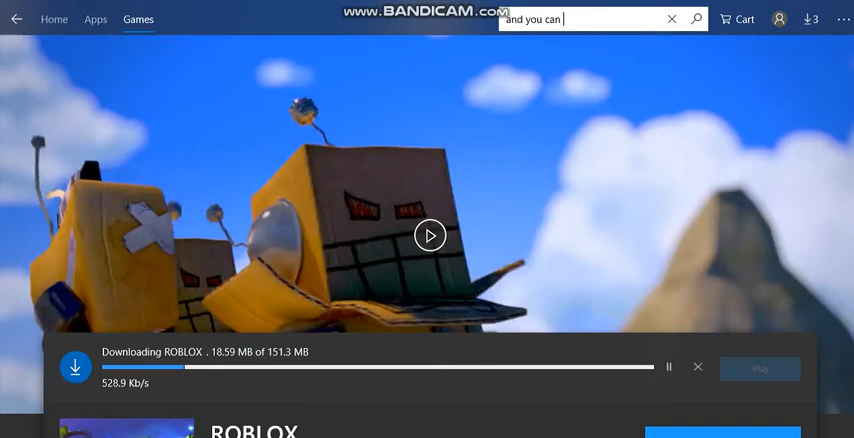 Home Apps Games www.BANDICAM.com and you can Cart 3
Downloading ROBLOX . 18.59 MB of 151.3 MB
Play
528.9 Kb/s
ROBLOX